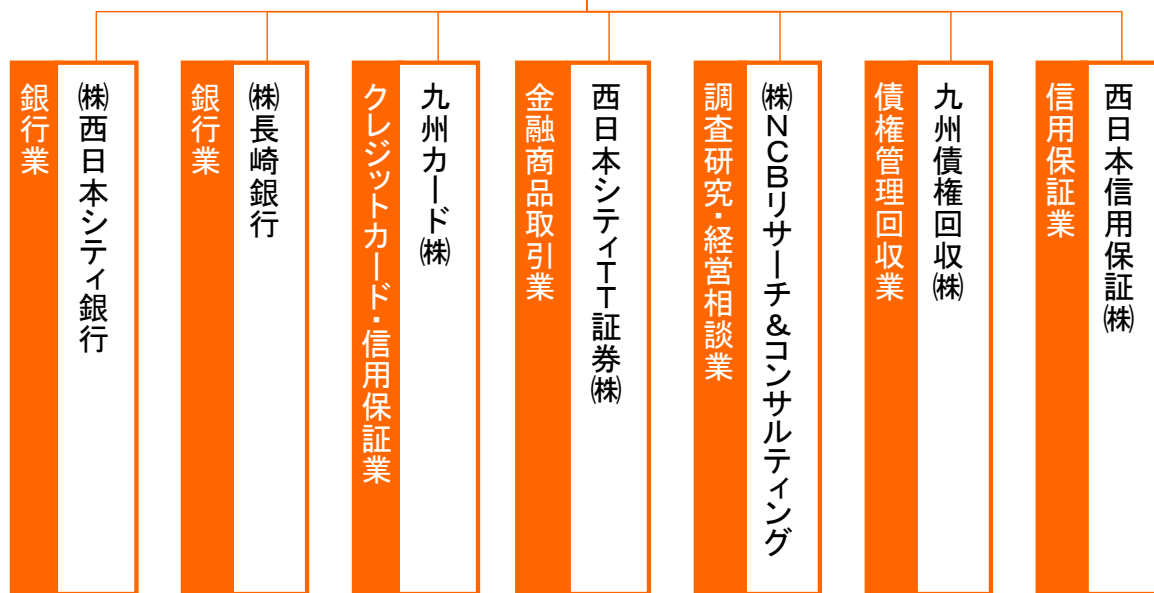 銀行業
㈱西日本シティ銀行
銀行業
㈱長崎銀行
クレジットカード・信用保証業
九州カード㈱
金融商品取引業
西日本シティTT証券㈱
調査研究・経営相談業
㈱NCBリサーチ&コンサルティング
債権管理回収業
九州債権回収㈱
信用保証業
西日本信用保証㈱